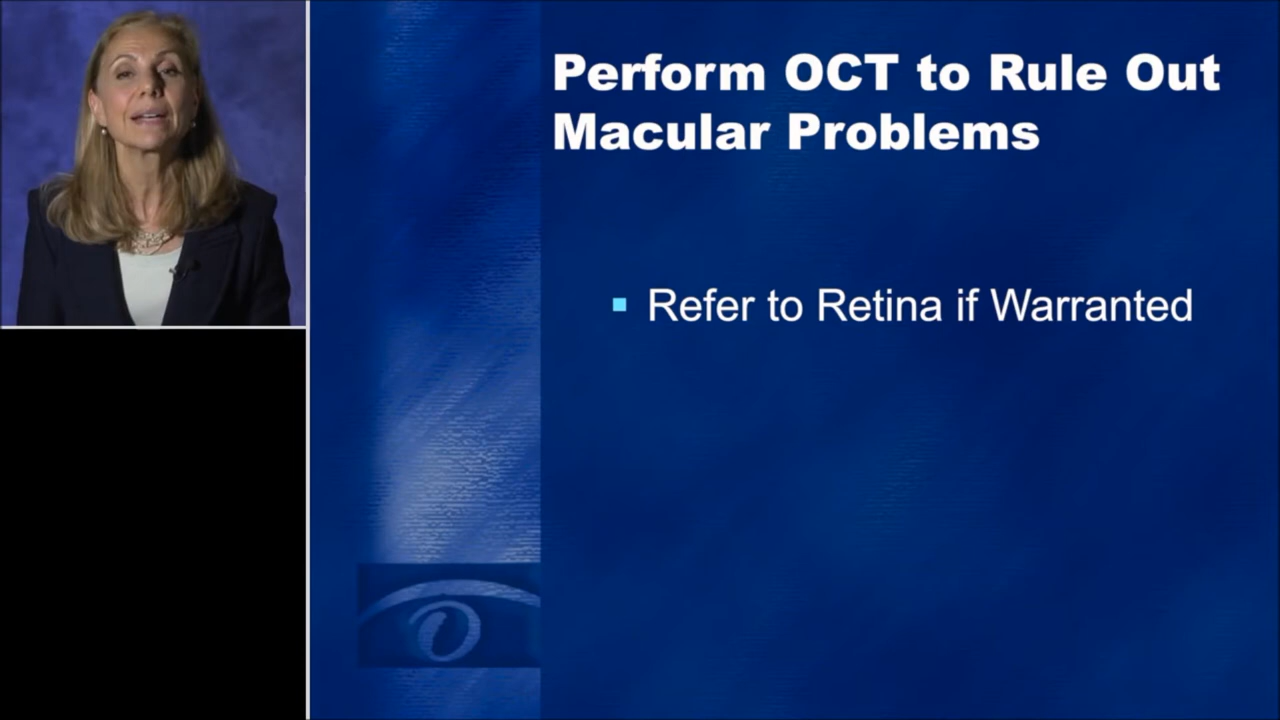 Perform OCT to Rule Out
Macular Problems
Refer to Retina if Warranted